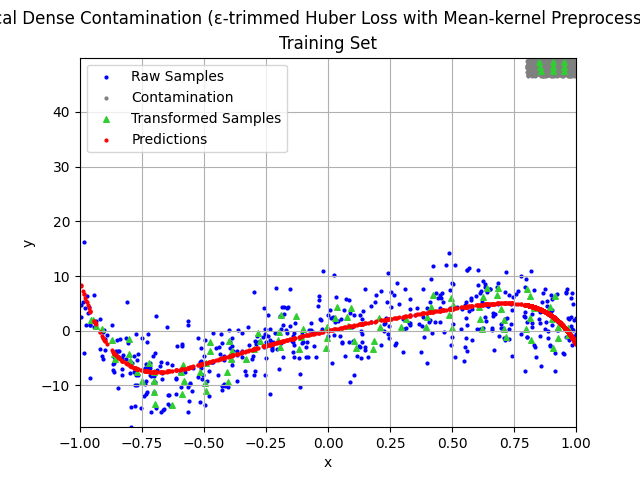 cal Dense Contamination (ε-trimmed Huber Loss with Mean-kernel Preprocess
Training Set
Raw Samples
Contamination
Transformed Samples
Predictions
40
30
20
10
0
−10
y
−1.00 −0.75 −0.50 −0.25 0.00 0.25 0.50 0.75 1.00
x